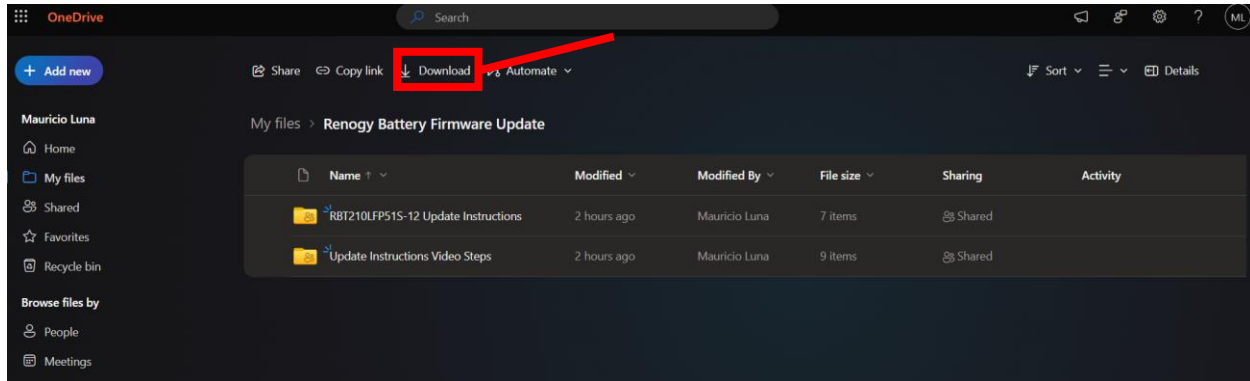 OneDrive
Search
?
ML
+ Add new
Share Copy link Download Automate
Sort Details
Mauricio Luna
My files > Renogy Battery Firmware Update
Home
My files
Shared
Favorites
Recycle bin
Browse files by
People
Meetings
Name Modified Modified By File size Sharing Activity
RBT210LFP51S-12 Update Instructions 2 hours ago Mauricio Luna 7 items Shared
Update Instructions Video Steps 2 hours ago Mauricio Luna 9 items Shared